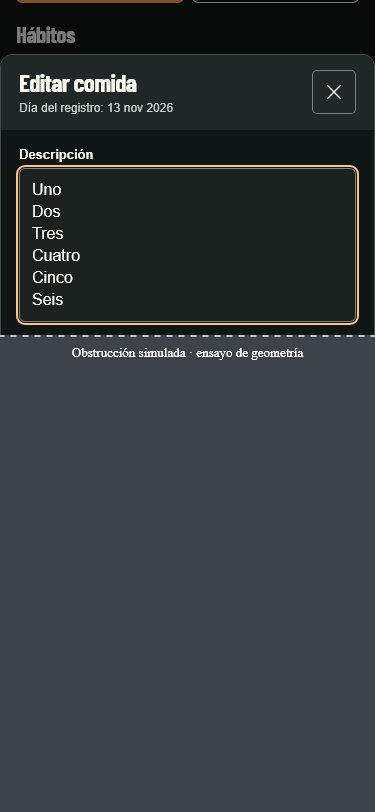 Hábitos
Editar comida
Día del registro: 13 nov 2026
Descripción
Uno
Dos
Tres
Cuatro
Cinco
Seis
Obstrucción simulada · ensayo de geometría